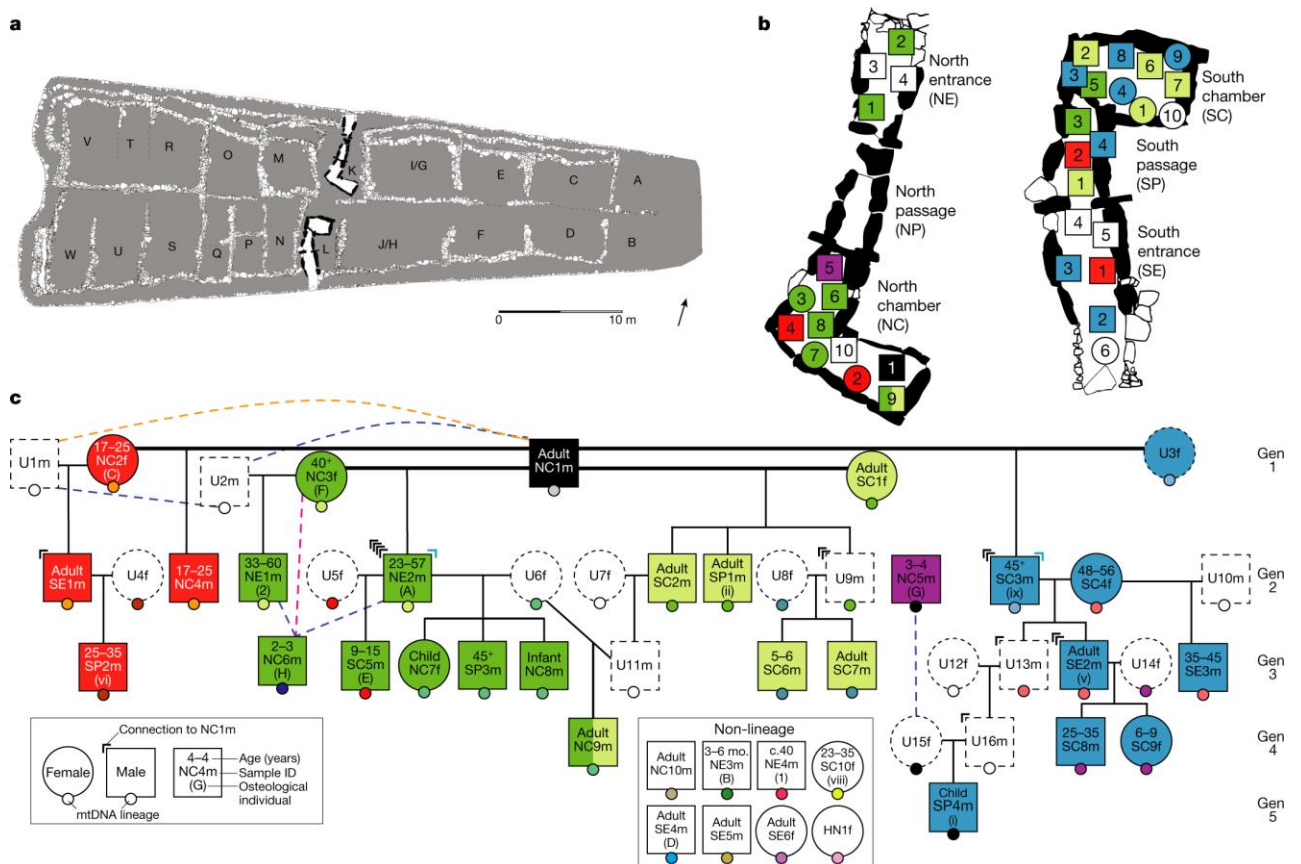 a
V
T
R
O
M
K
I/G
E
C
A
W
U
S
Q
P
N
L
J/H
F
D
B
0
10 m
b
2
3
4
1
North
entrance
(NE)
North
passage
(NP)
5
3
6
4
8
7
10
2
1
9
North
chamber
(NC)
2
8
9
3
5
4
6
7
1
10
South
chamber
(SC)
3
4
2
1
South
passage
(SP)
4
5
3
1
2
6
South
entrance
(SE)
c
U1m
17–25
NC2f
(C)
U2m
40+
NC3f
(F)
Adult
NC1m
Adult
SC1f
U3f
Gen
1
Adult
SE1m
U4f
17–25
NC4m
33–60
NE1m
(2)
U5f
23–57
NE2m
(A)
U6f
U7f
Adult
SC2m
Adult
SP1m
(ii)
U8f
U9m
3–4
NC5m
(G)
45+
SC3m
(ix)
48–56
SC4f
U10m
Gen
2
25–35
SP2m
(vi)
2–3
NC6m
(H)
9–15
SC5m
(E)
Child
NC7f
45+
SP3m
Infant
NC8m
U11m
5–6
SC6m
Adult
SC7m
U12f
U13m
Adult
SE2m
(v)
U14f
35–45
SE3m
Gen
3
Adult
NC9m
U15f
U16m
25–35
SC8m
6–9
SC9f
Gen
4
Child
SP4m
(i)
Gen
5
Connection to NC1m
Female
Male
4–4
NC4m
(G)
Age (years)
Sample ID
Osteological
individual
mtDNA lineage
Non-lineage
Adult
NC10m
3–6 mo.
NE3m
(B)
c.40
NE4m
(1)
23–35
SC10f
(viii)
Adult
SE4m
(D)
Adult
SE5m
Adult
SE6f
HN1f